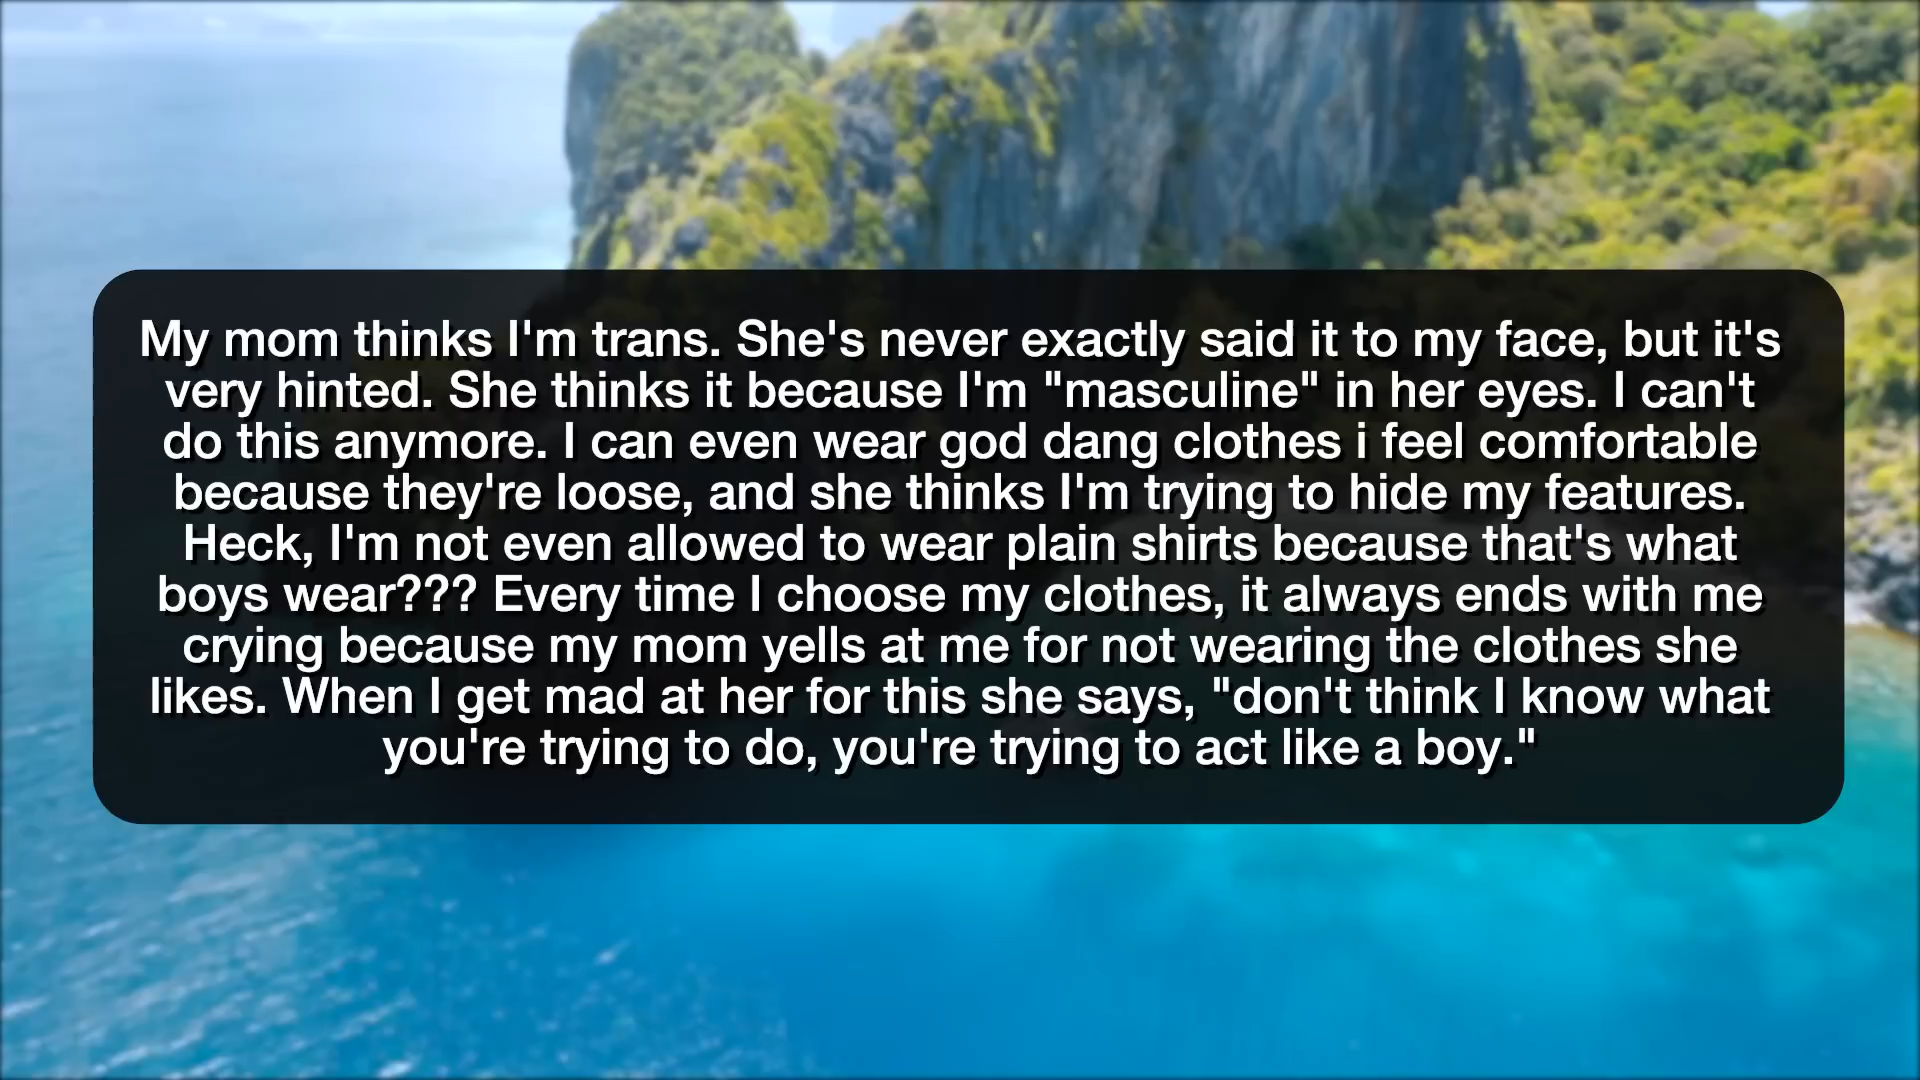 My mom thinks I'm trans. She's never exactly said it to my face, but it's
very hinted. She thinks it because I'm "masculine" in her eyes. I can't
do this anymore. I can even wear god dang clothes i feel comfortable
because they're loose, and she thinks I'm trying to hide my features.
Heck, I'm not even allowed to wear plain shirts because that's what
boys wear??? Every time I choose my clothes, it always ends with me
crying because my mom yells at me for not wearing the clothes she
likes. When I get mad at her for this she says, "don't think I know what
you're trying to do, you're trying to act like a boy."